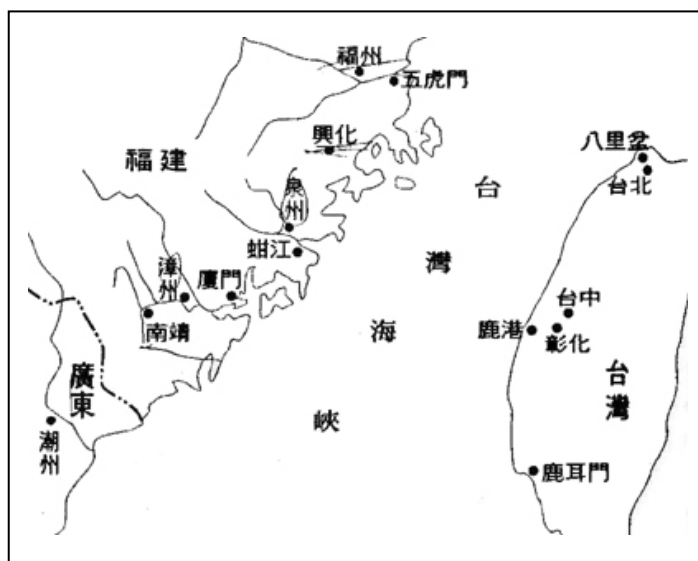 福州
五虎門
興化
福建
泉州
蚶江
漳州
廈門
南靖
廣東
潮州
台灣海峽
八里岔
台北
台中
鹿港
彰化
台灣
鹿耳門